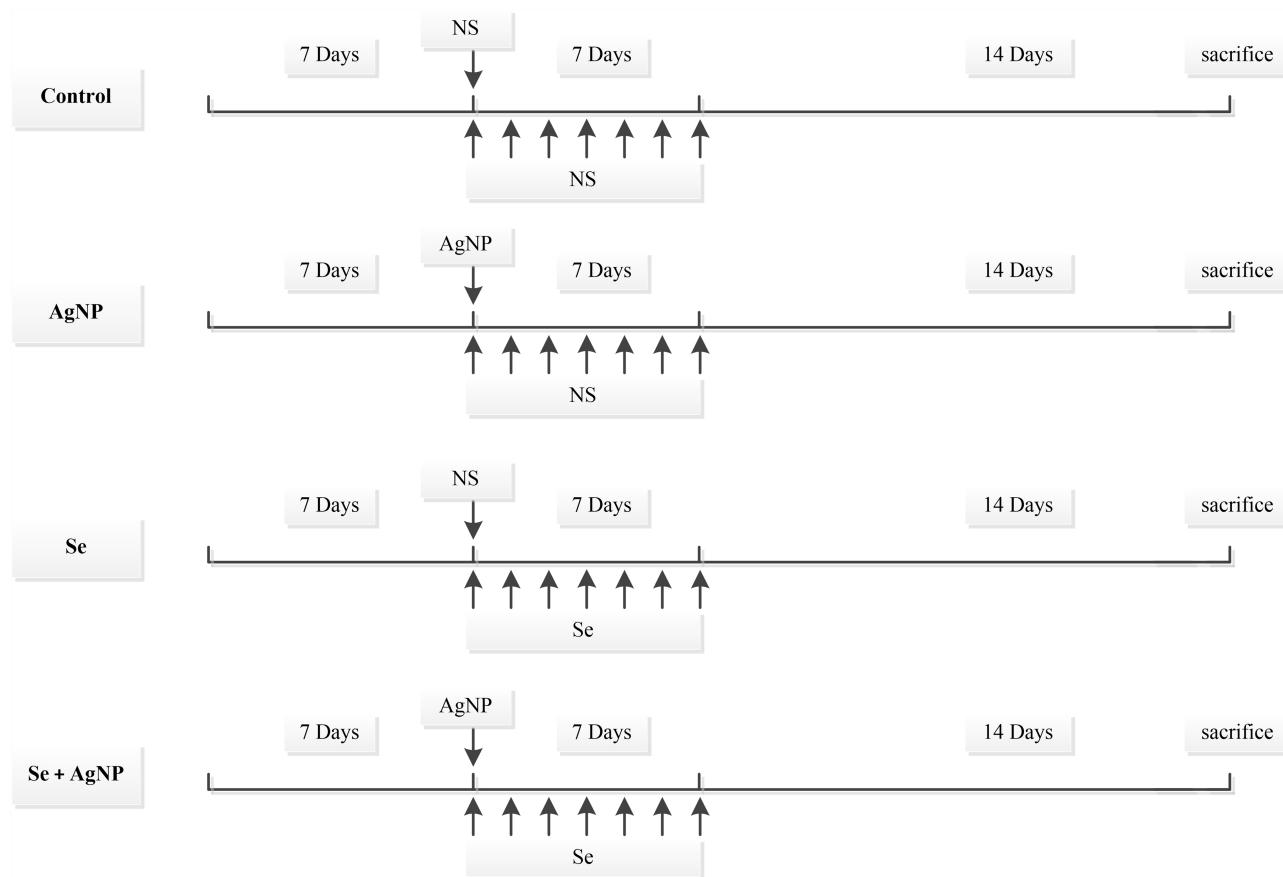 NS
7 Days
7 Days
14 Days
sacrifice
Control
NS
AgNP
7 Days
7 Days
14 Days
sacrifice
AgNP
NS
NS
7 Days
7 Days
14 Days
sacrifice
Se
Se
AgNP
7 Days
7 Days
14 Days
sacrifice
Se + AgNP
Se